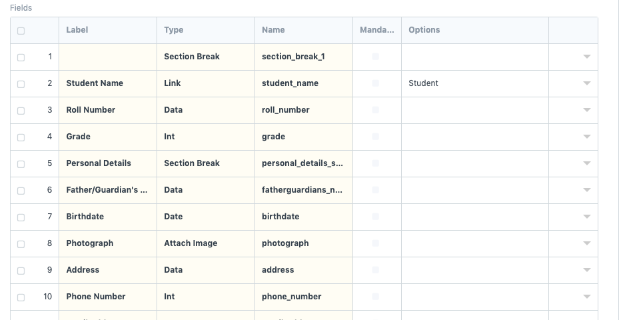 Fields
Label Type Name Manda... Options
1 Section Break section_break_1
2 Student Name Link student_name Student
3 Roll Number Data roll_number
4 Grade Int grade
5 Personal Details Section Break personal_details_s...
6 Father/Guardian's ... Data fatherguardians_n...
7 Birthdate Date birthdate
8 Photograph Attach Image photograph
9 Address Data address
10 Phone Number Int phone_number